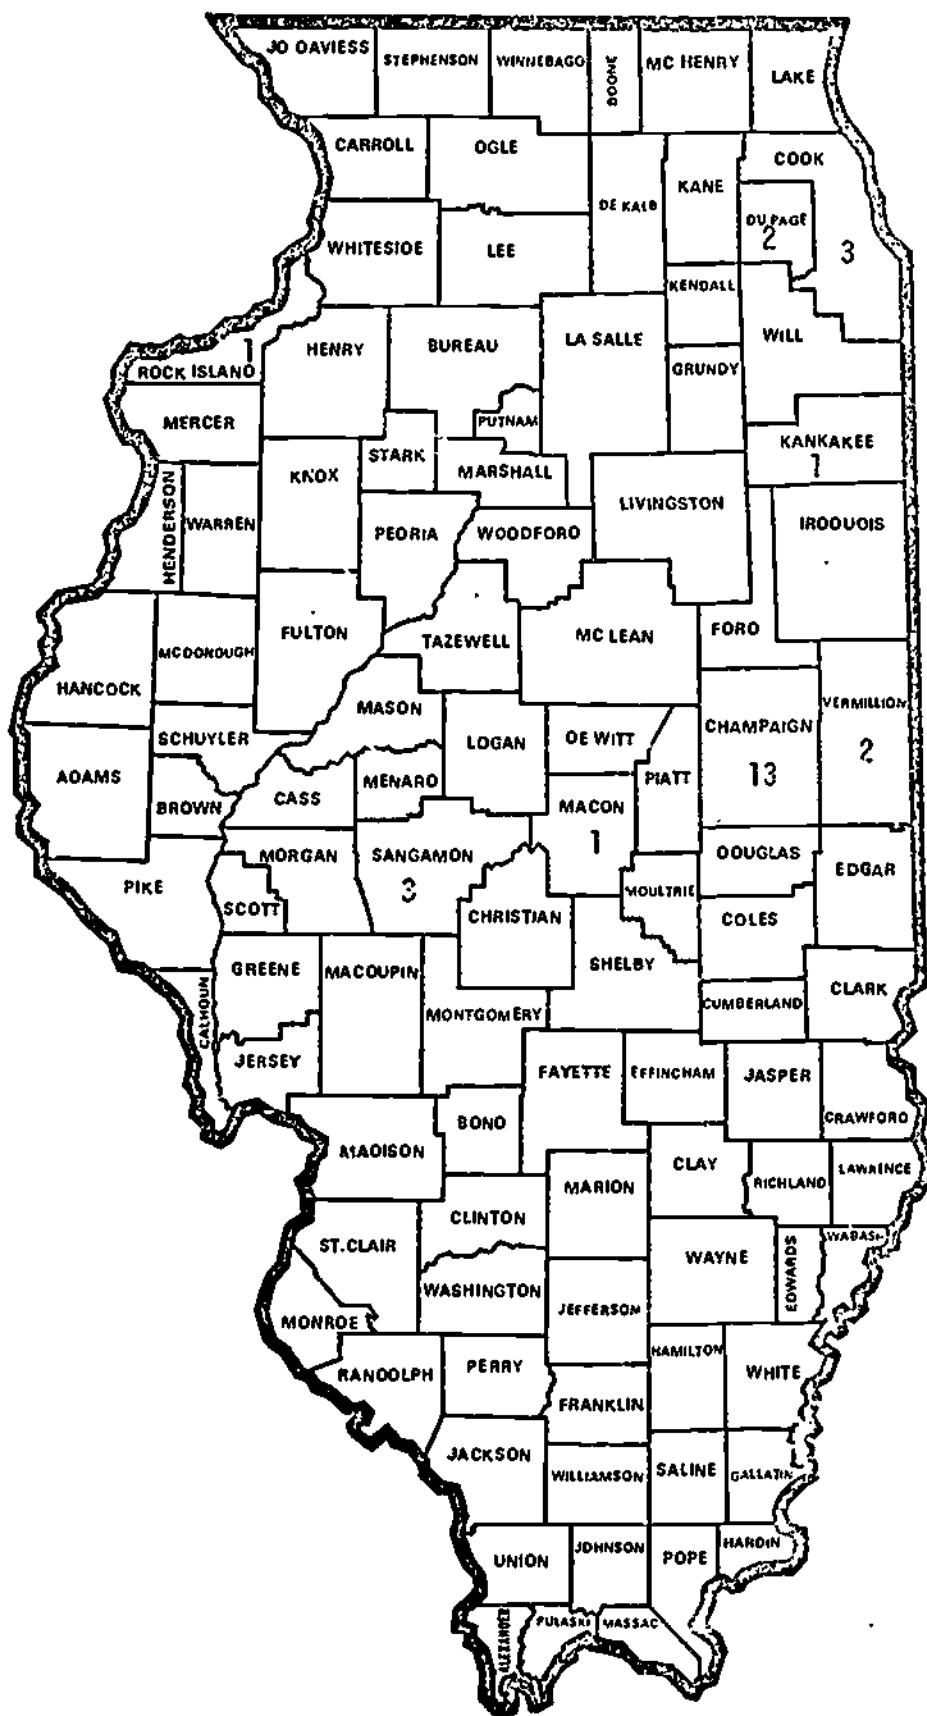 JO DAVIESS
STEPHENSON
WINNEBAGO
BOONE
MC HENRY
LAKE
CARROLL
OGLE
DE KALB
KANE
COOK
3
DU PAGE
2
WHITESIDE
LEE
KENDALL
WILL
1
ROCK ISLAND
HENRY
BUREAU
LA SALLE
GRUNDY
MERCER
PUTNAM
KANKAKEE
1
KNOX
STARK
MARSHALL
HENDERSON
WARREN
PEORIA
WOODFORD
LIVINGSTON
IROQUOIS
FULTON
TAZEWELL
MC LEAN
FORD
HANCOCK
MCDONOUGH
MASON
LOGAN
DE WITT
CHAMPAIGN
13
VERMILLION
2
SCHUYLER
ADAMS
BROWN
CASS
MENARD
MACON
1
PIATT
PIKE
MORGAN
SCOTT
SANGAMON
3
CHRISTIAN
MOULTRIE
DOUGLAS
EDGAR
COLES
SHELBY
CALHOUN
GREENE
MACOUPIN
MONTGOMERY
CUMBERLAND
CLARK
JERSEY
FAYETTE
EFFINGHAM
JASPER
CRAWFORD
MADISON
BOND
CLAY
RICHLAND
LAWRENCE
MARION
CLINTON
ST. CLAIR
WAYNE
EDWARDS
WABASH
WASHINGTON
JEFFERSON
MONROE
RANDOLPH
PERRY
HAMILTON
WHITE
FRANKLIN
JACKSON
WILLIAMSON
SALINE
GALLATIN
UNION
JOHNSON
POPE
HARDIN
ALEXANDER
PULASKI
MASSAC